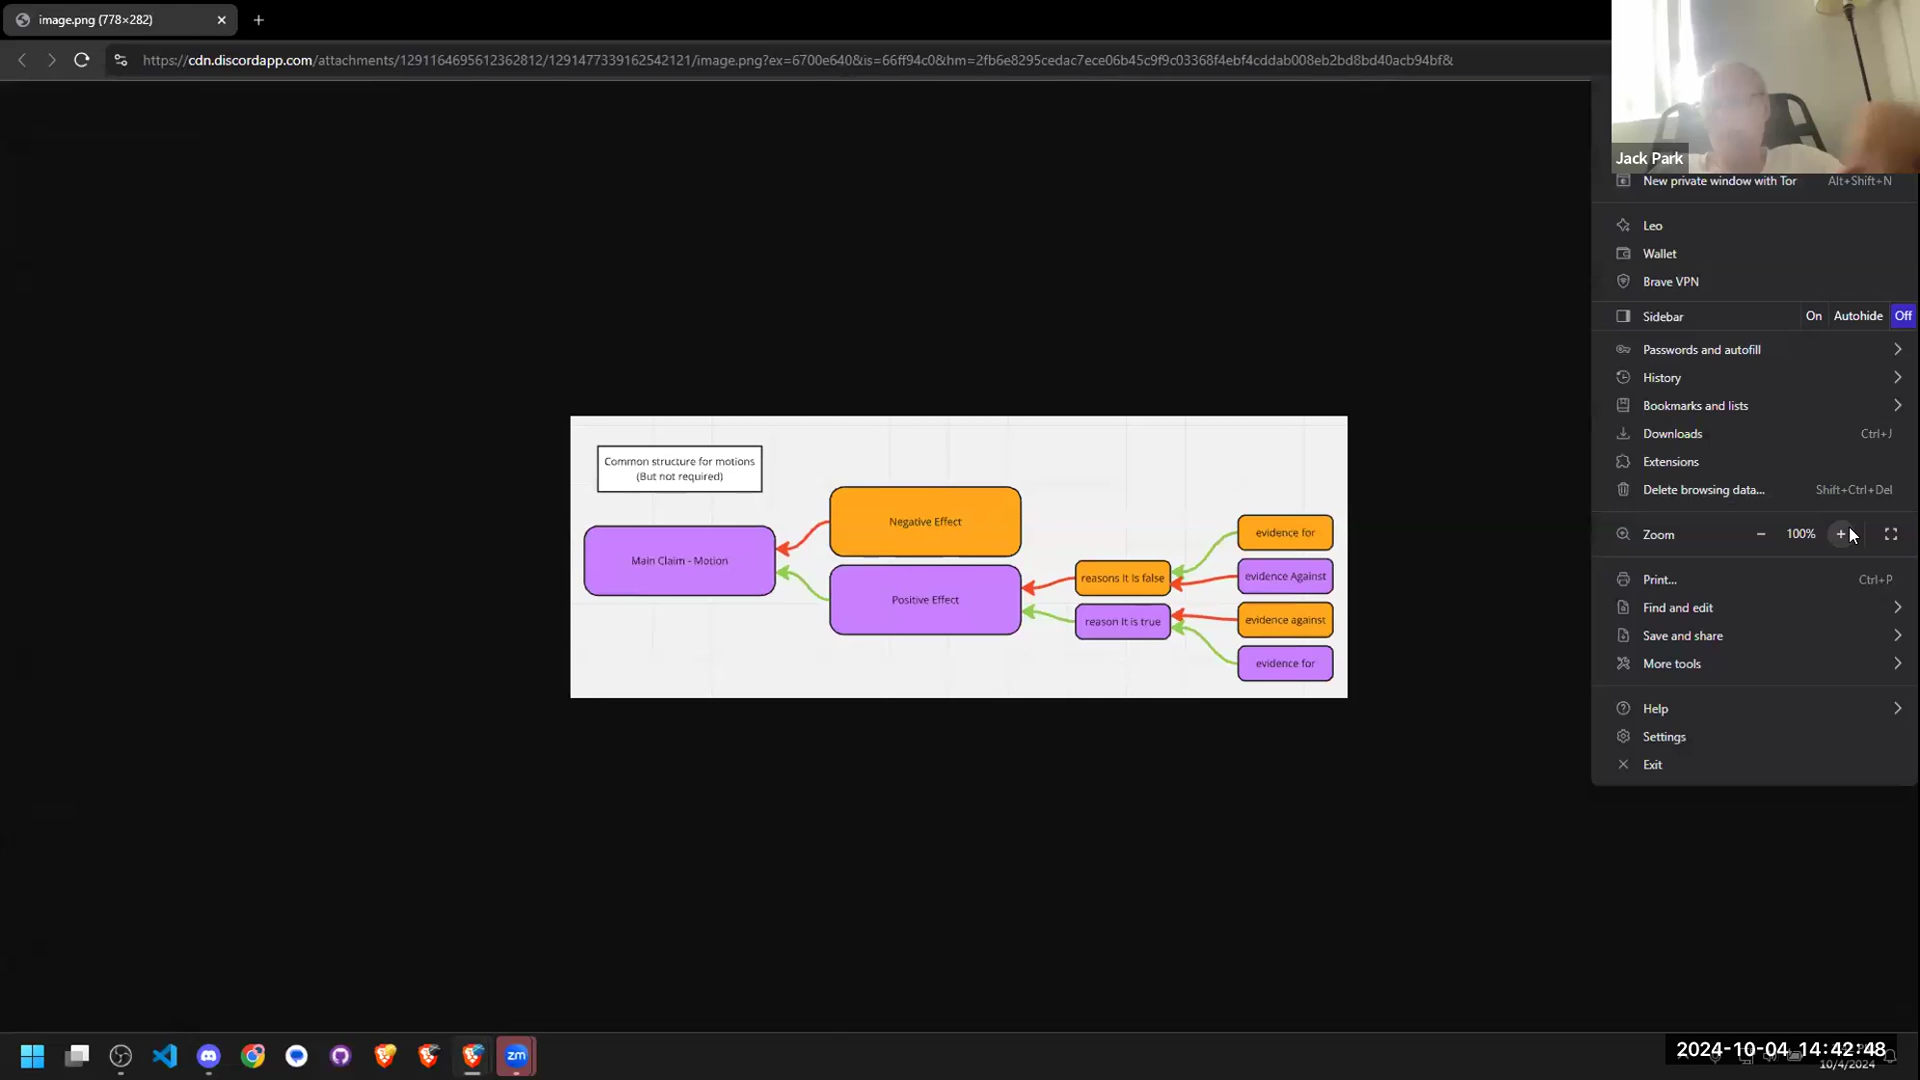 image.png (778×282)
https://cdn.discordapp.com/attachments/1291164695612362812/1291477339162542121/image.png?ex=6700e640&is=66ff94c0&hm=2fb6e8295cedac7ece06b45c9f9c03368f4ebf4cddab008eb2bd8bd40acb94bf&
Jack Park
New private window with Tor Alt+Shift+N
Leo
Wallet
Brave VPN
Sidebar On Autohide Off
Passwords and autofill
History
Bookmarks and lists
Downloads Ctrl+J
Extensions
Delete browsing data... Shift+Ctrl+Del
Zoom − 100% +
Print... Ctrl+P
Find and edit
Save and share
More tools
Help
Settings
Exit
Common structure for motions
(But not required)
Main Claim - Motion
Negative Effect
Positive Effect
reasons It Is false
reason It is true
evidence for
evidence Against
evidence against
evidence for
zm
2024-10-04 14:42:48
10/4/2024